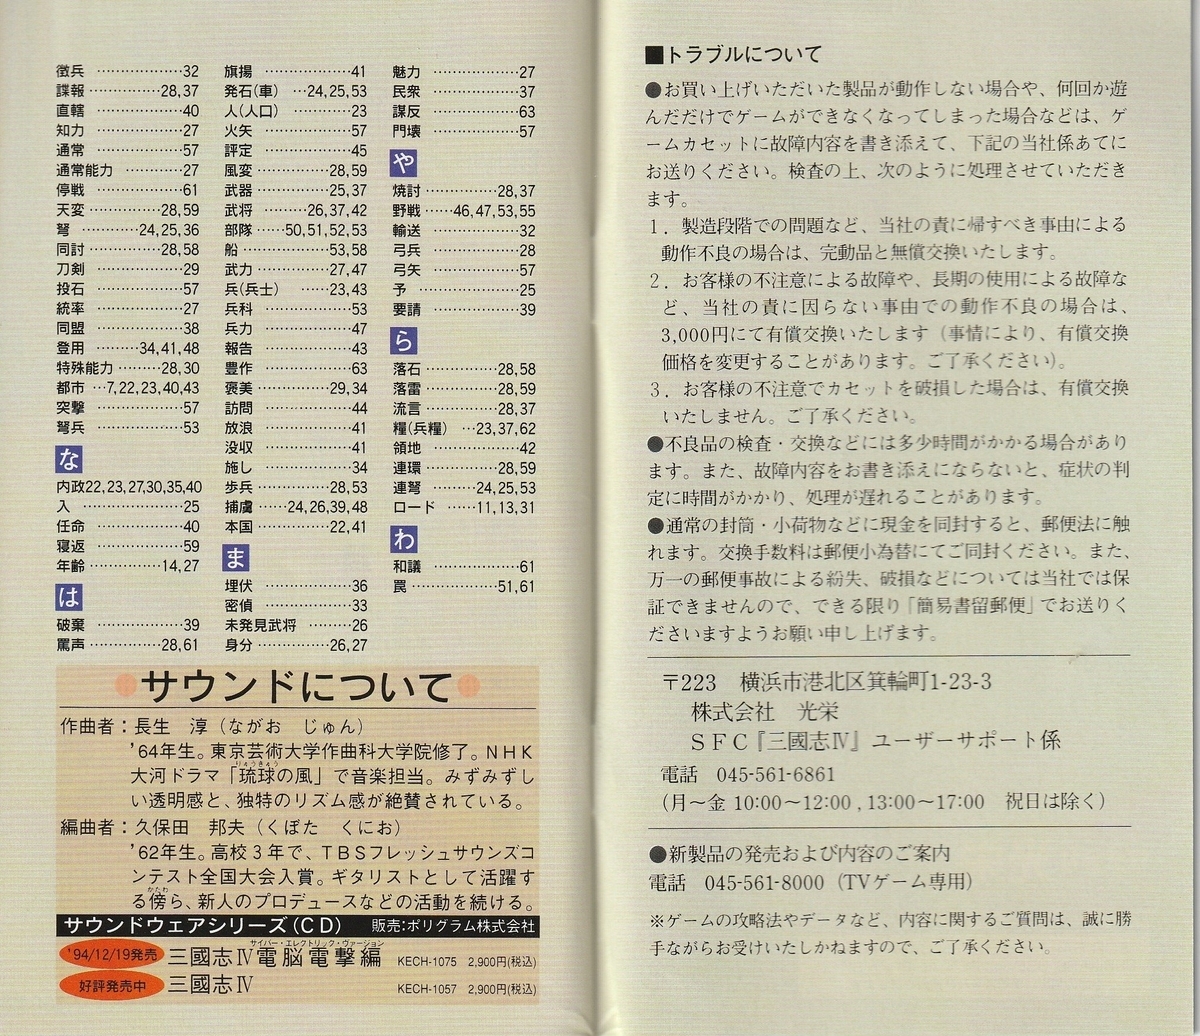 徴兵 ……………32
諜報 …………28,37
直轄 ……………40
知力 ……………27
通常 ……………57
通常能力 ………27
停戦 ……………61
天変 …………28,59
弩 ………24,25,36
同討 …………28,58
刀剣 ……………29
投石 ……………57
統率 ……………27
同盟 ……………38
登用 ………34,41,48
特殊能力 ………28,30
都市 …7,22,23,40,43
突撃 ……………57
弩兵 ……………53
な
内政22,23,27,30,35,40
入 ………………25
任命 ……………40
寝返 ……………59
年齢 …………14,27
は
破棄 ……………39
罵声 …………28,61
旗揚 ……………41
発石(車) …24,25,53
人(人口) ………23
火矢 ……………57
評定 ……………45
風変 …………28,59
武器 …………25,37
武将 ………26,37,42
部隊 ……50,51,52,53
船 ……………53,58
武力 …………27,47
兵(兵士) ……23,43
兵科 ……………53
兵力 ……………47
報告 ……………43
豊作 ……………63
褒美 …………29,34
訪問 ……………44
放浪 ……………41
没収 ……………41
施し ……………34
歩兵 …………28,53
捕虜 ……24,26,39,48
本国 …………22,41
ま
埋伏 ……………36
密偵 ……………33
未発見武将 ………26
身分 …………26,27
魅力 ……………27
民衆 ……………37
謀反 ……………63
門壊 ……………57
や
焼討 …………28,37
野戦 ……46,47,53,55
輸送 ……………32
弓兵 ……………28
弓矢 ……………57
予 ………………25
要請 ……………39
ら
落石 …………28,58
落雷 …………28,59
流言 …………28,37
糧(兵糧) …23,37,62
領地 ……………42
連環 …………28,59
連弩 ………24,25,53
ロード ……11,13,31
わ
和議 ……………61
罠 ……………51,61
サウンドについて
作曲者：長生　淳（ながお　じゅん）
'64年生。東京芸術大学作曲科大学院修了。ＮＨＫ
りゅうきゅう
大河ドラマ「琉球の風」で音楽担当。みずみずし
い透明感と、独特のリズム感が絶賛されている。
編曲者：久保田　邦夫（くぼた　くにお）
'62年生。高校３年で、ＴＢＳフレッシュサウンズコ
ンテスト全国大会入賞。ギタリストとして活躍す
かたわ
る傍ら、新人のプロデュースなどの活動を続ける。
サウンドウェアシリーズ（ＣＤ）　販売：ポリグラム株式会社
サイバー・エレクトリック・ヴァージョン
'94/12/19発売 三國志Ⅳ電脳電撃編 KECH-1075 2,900円(税込)
好評発売中 三國志Ⅳ KECH-1057 2,900円(税込)
■トラブルについて
●お買い上げいただいた製品が動作しない場合や、何回か遊
んだだけでゲームができなくなってしまった場合などは、ゲ
ームカセットに故障内容を書き添えて、下記の当社係あてに
お送りください。検査の上、次のように処理させていただき
ます。
１．製造段階での問題など、当社の責に帰すべき事由による
動作不良の場合は、完動品と無償交換いたします。
２．お客様の不注意による故障や、長期の使用による故障な
ど、当社の責に因らない事由での動作不良の場合は、
3,000円にて有償交換いたします（事情により、有償交換
価格を変更することがあります。ご了承ください）。
３．お客様の不注意でカセットを破損した場合は、有償交換
いたしません。ご了承ください。
●不良品の検査・交換などには多少時間がかかる場合があり
ます。また、故障内容をお書き添えにならないと、症状の判
定に時間がかかり、処理が遅れることがあります。
●通常の封筒・小荷物などに現金を同封すると、郵便法に触
れます。交換手数料は郵便小為替にてご同封ください。また、
万一の郵便事故による紛失、破損などについては当社では保
証できませんので、できる限り「簡易書留郵便」でお送りく
ださいますようお願い申し上げます。
〒223　横浜市港北区箕輪町1-23-3
株式会社　光栄
ＳＦＣ『三國志Ⅳ』ユーザーサポート係
電話　045-561-6861
（月〜金 10:00〜12:00 , 13:00〜17:00　祝日は除く）
●新製品の発売および内容のご案内
電話　045-561-8000（TVゲーム専用）
※ゲームの攻略法やデータなど、内容に関するご質問は、誠に勝
手ながらお受けいたしかねますので、ご了承ください。